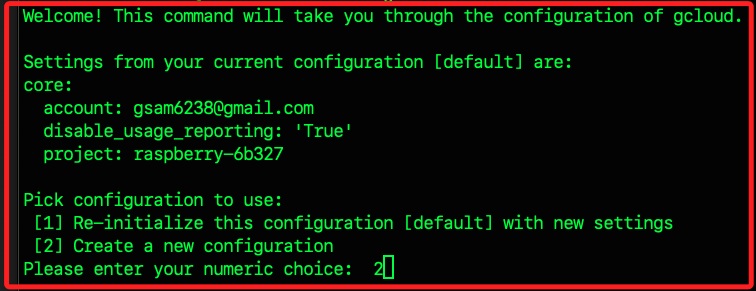 Welcome! This command will take you through the configuration of gcloud.
Settings from your current configuration [default] are:
core:
  account: gsam6238@gmail.com
  disable_usage_reporting: 'True'
  project: raspberry-6b327
Pick configuration to use:
 [1] Re-initialize this configuration [default] with new settings
 [2] Create a new configuration
Please enter your numeric choice:  2